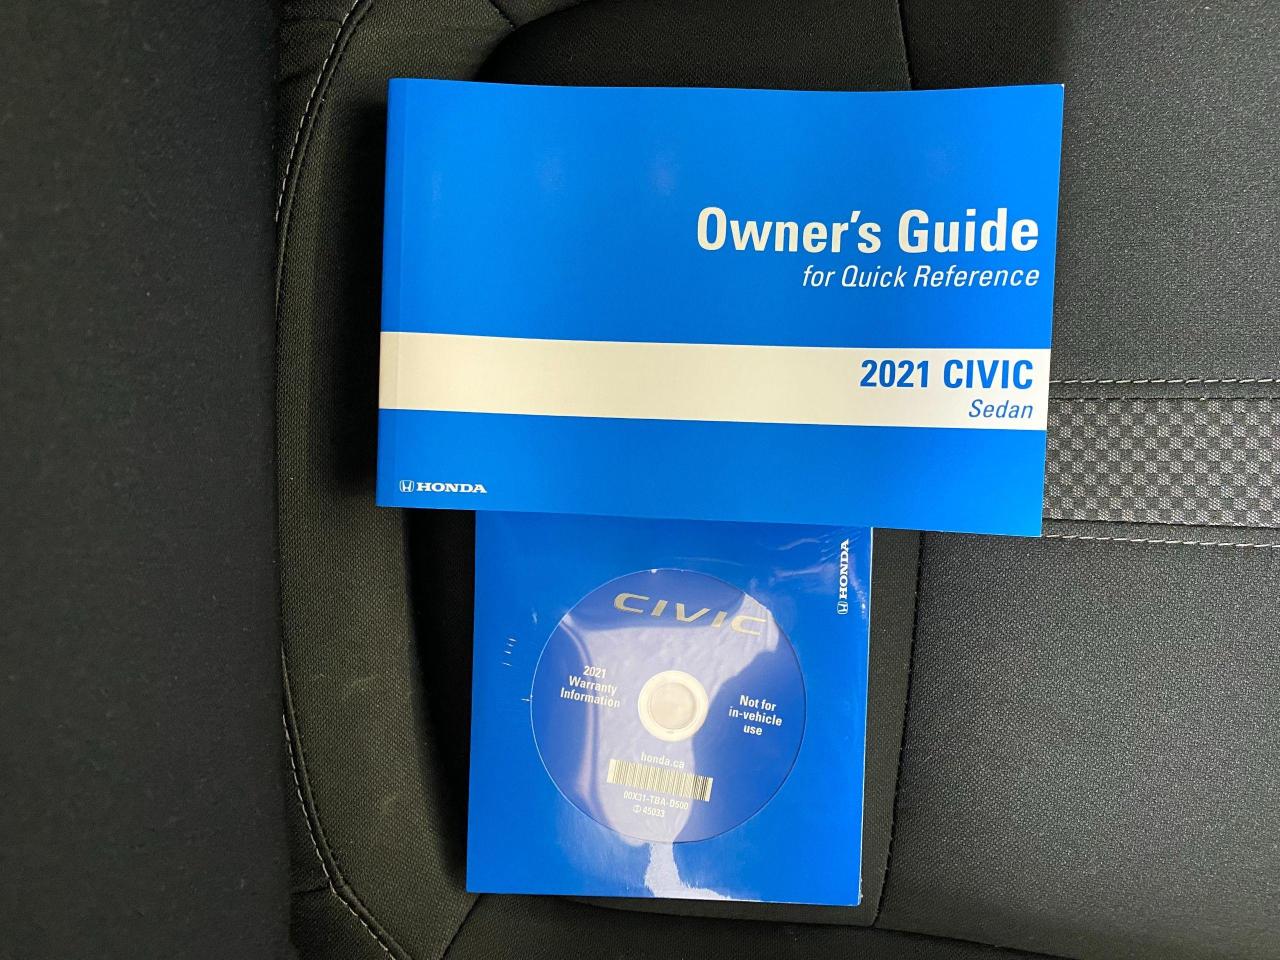 Owner's Guide
for Quick Reference
2021 CIVIC
Sedan
HONDA
HONDA
CIVIC
2021
Warranty
Information
Not for
in-vehicle
use
honda.ca
00X31-TBA-D500
45033